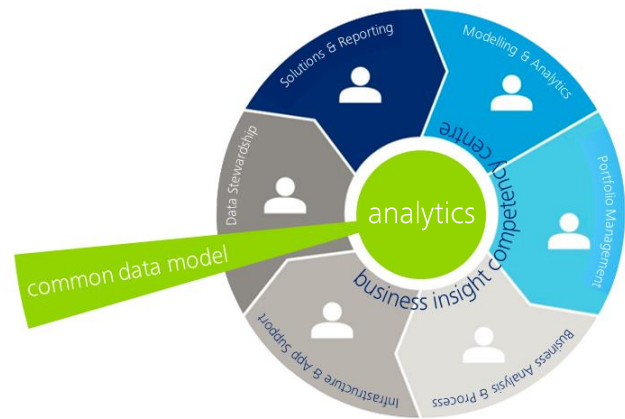 Solutions & Reporting
Modelling & Analytics
Portfolio Management
Business Analysis & Process
Infrastructure & App Support
Data Stewardship
analytics
business insight competency centre
common data model